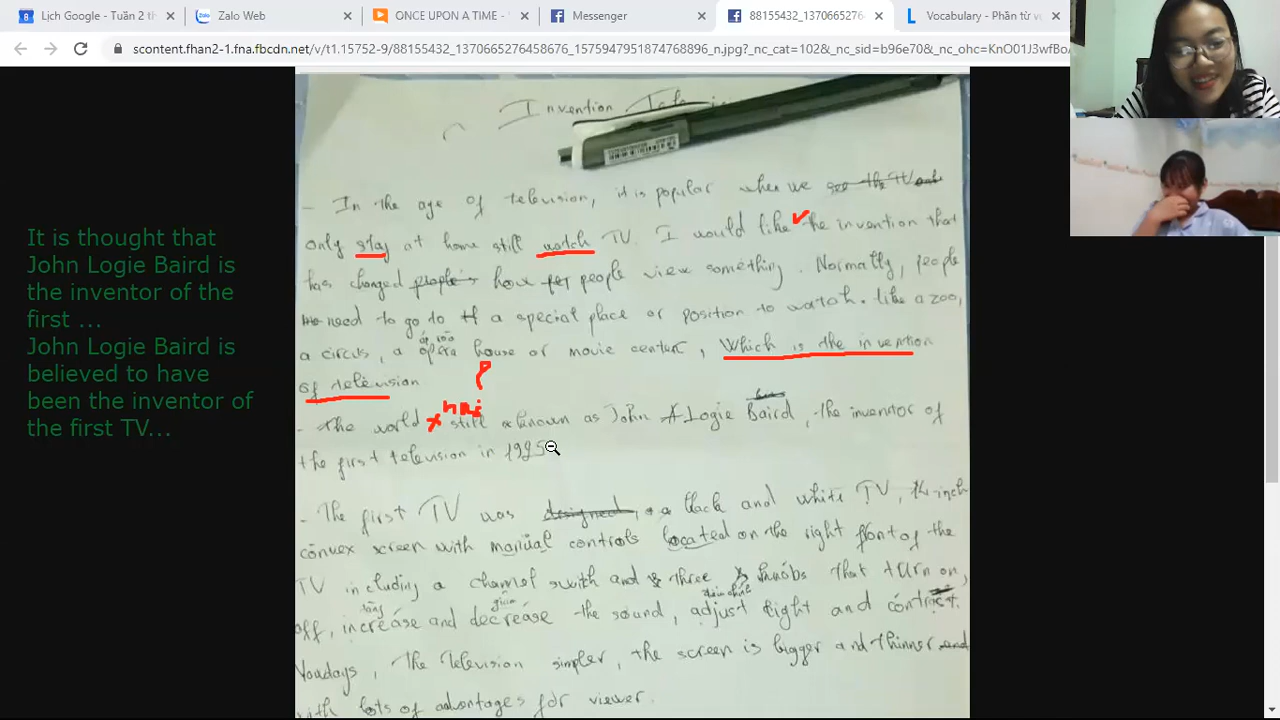 Lịch Google - Tuần 2 th
Zalo Web
ONCE UPON A TIME -
Messenger
88155432_1370665276
Vocabulary - Phần tử v
scontent.fhan2-1.fna.fbcdn.net/v/t1.15752-9/88155432_1370665276458676_1575947951874768896_n.jpg?_nc_cat=102&_nc_sid=b96e70&_nc_ohc=KnO01J3wfBo
Invention
- In the age of television, it is popular when we see the TV and
only stay at home still watch TV. I would like the invention that
has changed people's how people view something. Normally, people
need to go to a special place or position to watch. like a zoo,
a circus, a opera house or movie center, Which is the invention
of television
- The world still known as John A Logie Baird, the inventor of
the first television in 1925
- The first TV was designed, a black and white TV, inch
convex screen with manual controls located on the right front of the
TV including a channel switch and three knobs that turn on,
tăng giảm
off, increase and decrease the sound, adjust light and contrast.
Noadays, the Television simpler, the screen is bigger and thinner and
with lots of advantages for viewer.
It is thought that
John Logie Baird is
the inventor of the
first ...
John Logie Baird is
believed to have
been the inventor of
the first TV...